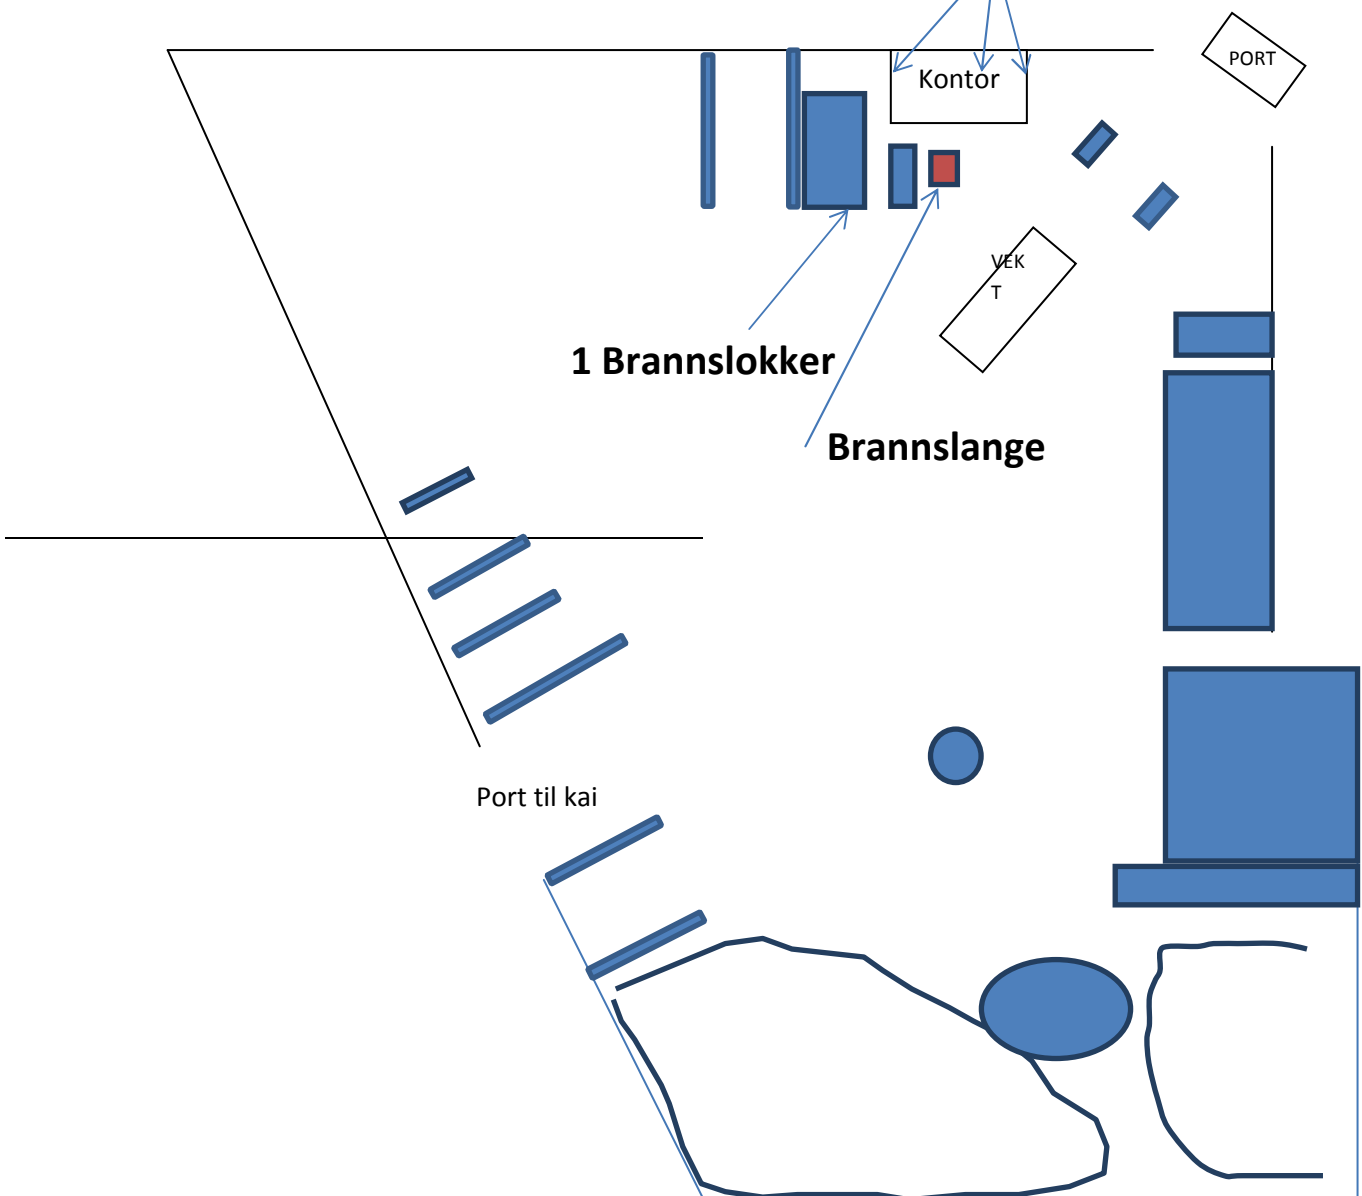 PORT
Kontor
VEK
T
1 Brannslokker
Brannslange
Port til kai